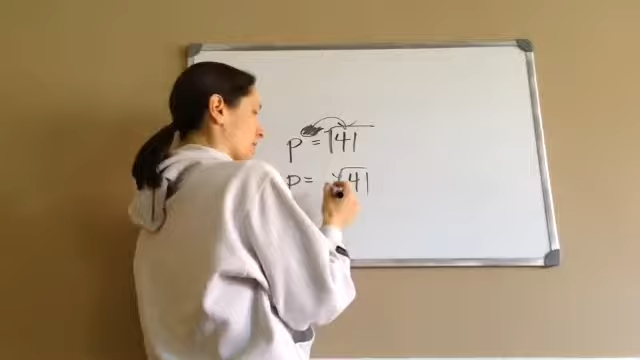 p = 41
p = √41